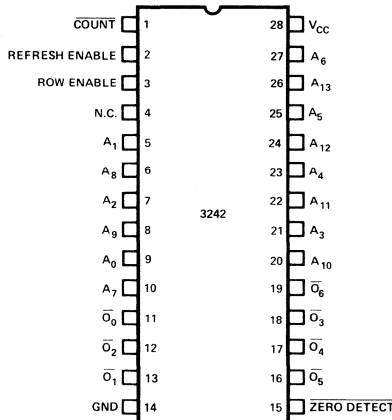 COUNT 1 28 VCC
REFRESH ENABLE 2 27 A6
ROW ENABLE 3 26 A13
N.C. 4 25 A5
A1 5 24 A12
A8 6 23 A4
A2 7 22 A11
3242
A9 8 21 A3
A0 9 20 A10
A7 10 19 O6
O0 11 18 O3
O2 12 17 O4
O1 13 16 O5
GND 14 15 ZERO DETECT